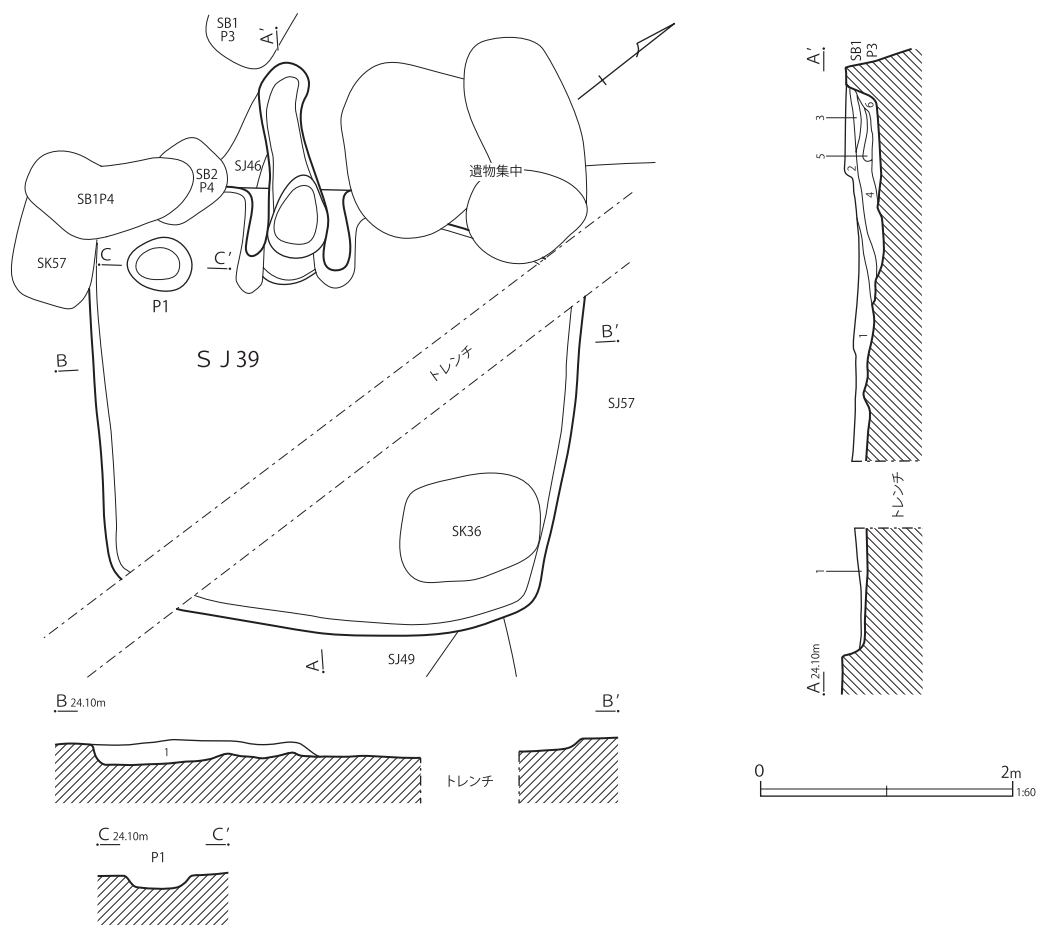 SB1
P3
A′
SJ46
SB2
P4
SB1P4
遺物集中
SK57
C
C′
P1
B
ＳＪ39
B′
トレンチ
SJ57
SK36
A
SJ49
B 24.10m
B′
1
トレンチ
C 24.10m
C′
P1
A′
SB1
P3
3
6
5
2
4
1
トレンチ
1
A 24.10m
0
2m
1:60